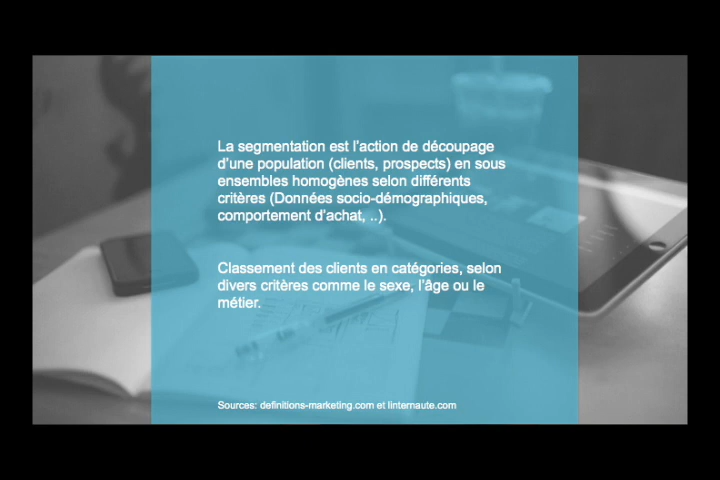 La segmentation est l'action de découpage
d'une population (clients, prospects) en sous
ensembles homogènes selon différents
critères (Données socio-démographiques,
comportement d'achat, ..).
Classement des clients en catégories, selon
divers critères comme le sexe, l'âge ou le
métier.
Sources: definitions-marketing.com et linternaute.com